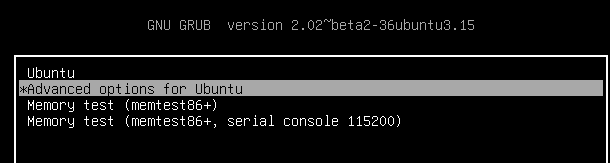 GNU GRUB  version 2.02~beta2-36ubuntu3.15
Ubuntu
*Advanced options for Ubuntu
Memory test (memtest86+)
Memory test (memtest86+, serial console 115200)